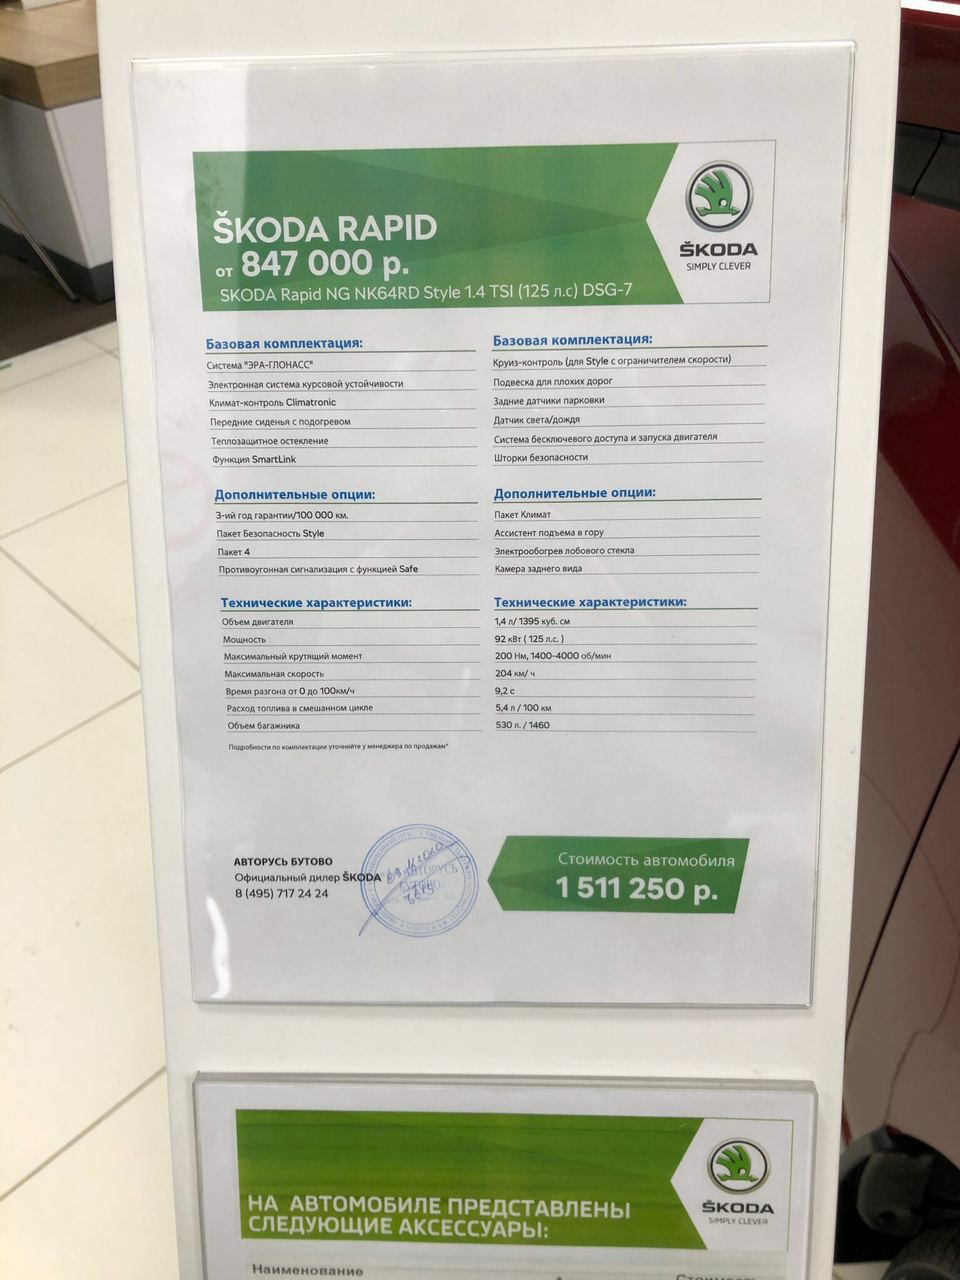 ŠKODA RAPID
от 847 000 р.
SKODA Rapid NG NK64RD Style 1.4 TSI (125 л.с) DSG-7
ŠKODA
SIMPLY CLEVER
Базовая комплектация:
Система "ЭРА-ГЛОНАСС"
Электронная система курсовой устойчивости
Климат-контроль Climatronic
Передние сиденья с подогревом
Теплозащитное остекление
Функция SmartLink
Базовая комплектация:
Круиз-контроль (для Style с ограничителем скорости)
Подвеска для плохих дорог
Задние датчики парковки
Датчик света/дождя
Система бесключевого доступа и запуска двигателя
Шторки безопасности
Дополнительные опции:
3-ий год гарантии/100 000 км.
Пакет Безопасность Style
Пакет 4
Противоугонная сигнализация с функцией Safe
Дополнительные опции:
Пакет Климат
Ассистент подъема в гору
Электрообогрев лобового стекла
Камера заднего вида
Технические характеристики: Технические характеристики:
Объем двигателя 1,4 л/ 1395 куб. см
Мощность 92 кВт ( 125 л.с. )
Максимальный крутящий момент 200 Нм, 1400-4000 об/мин
Максимальная скорость 204 км/ ч
Время разгона от 0 до 100км/ч 9,2 с
Расход топлива в смешанном цикле 5,4 л / 100 км
Объем багажника 530 л. / 1460
Подробности по комплектации уточняйте у менеджера по продажам*
АВТОРУСЬ БУТОВО
Официальный дилер ŠKODA
8 (495) 717 24 24
АВТОРУСЬ
БУТОВО
Стоимость автомобиля
1 511 250 р.
НА АВТОМОБИЛЕ ПРЕДСТАВЛЕНЫ
СЛЕДУЮЩИЕ АКСЕССУАРЫ:
ŠKODA
SIMPLY CLEVER
Наименование